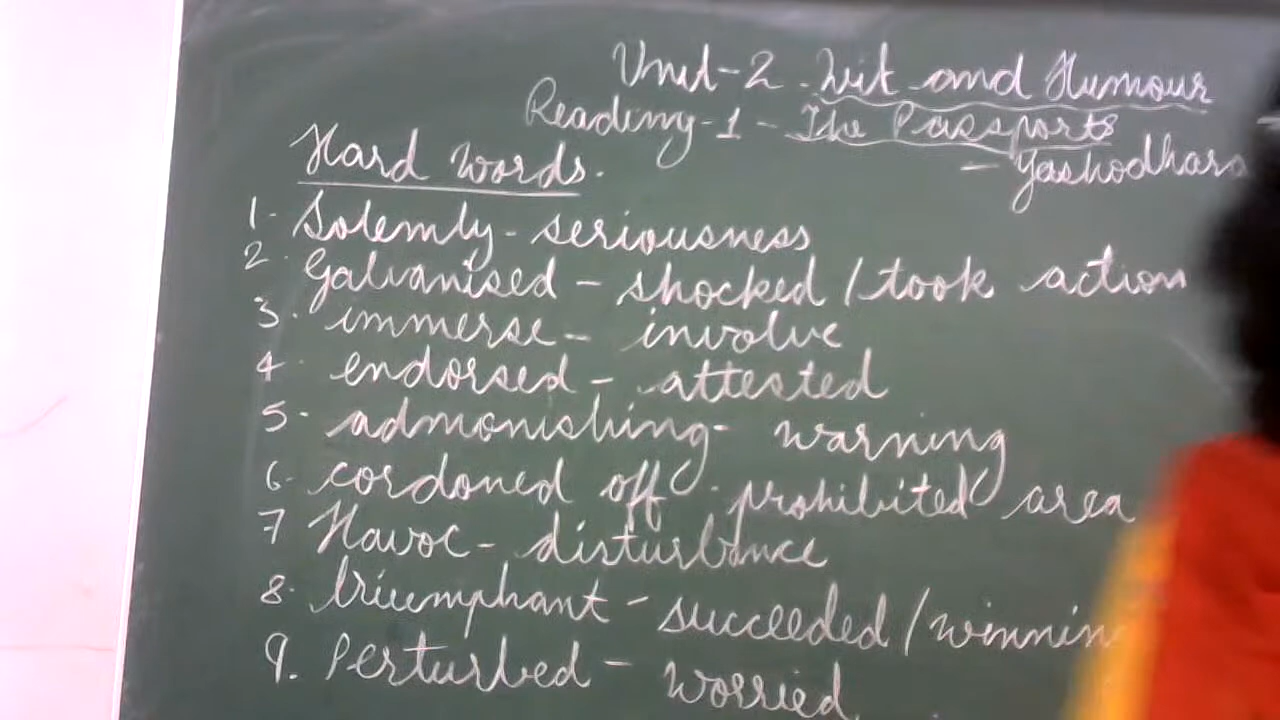 Unit-2. Wit and Humour
Reading-1 - The Passports
- Yashodhara
Hard Words.
1- Solemly - seriousness
2. Galvanised - shocked / took action
3. immerse - involve
4. endorsed - attested
5. admonishing - warning
6. cordoned off - prohibited area
7 Havoc - disturbance
8. triumphant - succeeded / winnin
9. Perturbed - worried